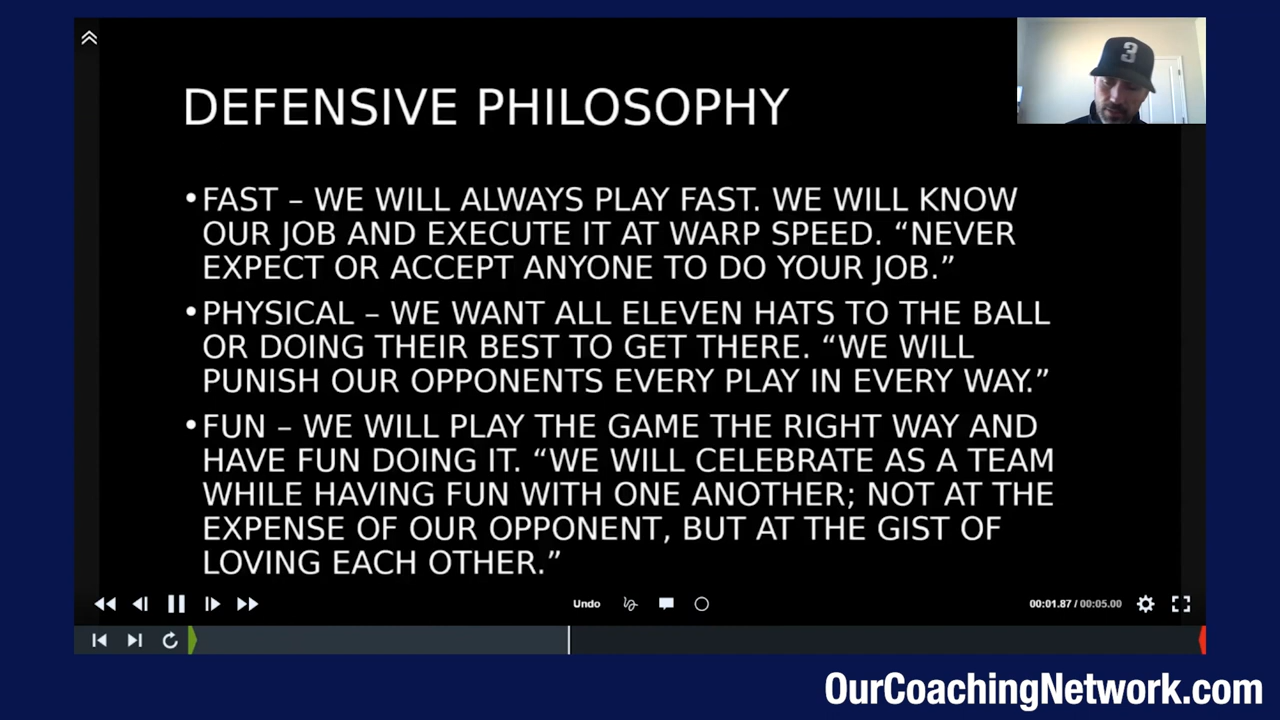 3
DEFENSIVE PHILOSOPHY
• FAST – WE WILL ALWAYS PLAY FAST. WE WILL KNOW
OUR JOB AND EXECUTE IT AT WARP SPEED. “NEVER
EXPECT OR ACCEPT ANYONE TO DO YOUR JOB.”
• PHYSICAL – WE WANT ALL ELEVEN HATS TO THE BALL
OR DOING THEIR BEST TO GET THERE. “WE WILL
PUNISH OUR OPPONENTS EVERY PLAY IN EVERY WAY.”
• FUN – WE WILL PLAY THE GAME THE RIGHT WAY AND
HAVE FUN DOING IT. “WE WILL CELEBRATE AS A TEAM
WHILE HAVING FUN WITH ONE ANOTHER; NOT AT THE
EXPENSE OF OUR OPPONENT, BUT AT THE GIST OF
LOVING EACH OTHER.”
Undo 00:01.87 / 00:05.00
OurCoachingNetwork.com